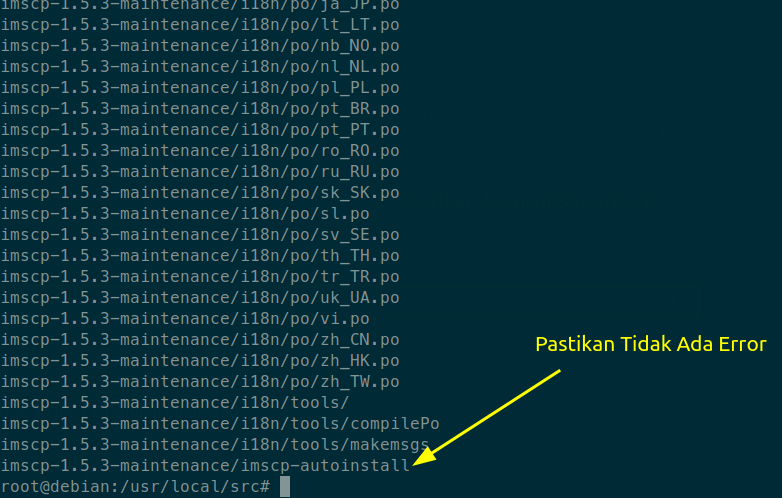 imscp-1.5.3-maintenance/i18n/po/ja_JP.po
imscp-1.5.3-maintenance/i18n/po/lt_LT.po
imscp-1.5.3-maintenance/i18n/po/nb_NO.po
imscp-1.5.3-maintenance/i18n/po/nl_NL.po
imscp-1.5.3-maintenance/i18n/po/pl_PL.po
imscp-1.5.3-maintenance/i18n/po/pt_BR.po
imscp-1.5.3-maintenance/i18n/po/pt_PT.po
imscp-1.5.3-maintenance/i18n/po/ro_RO.po
imscp-1.5.3-maintenance/i18n/po/ru_RU.po
imscp-1.5.3-maintenance/i18n/po/sk_SK.po
imscp-1.5.3-maintenance/i18n/po/sl.po
imscp-1.5.3-maintenance/i18n/po/sv_SE.po
imscp-1.5.3-maintenance/i18n/po/th_TH.po
imscp-1.5.3-maintenance/i18n/po/tr_TR.po
imscp-1.5.3-maintenance/i18n/po/uk_UA.po
imscp-1.5.3-maintenance/i18n/po/vi.po
imscp-1.5.3-maintenance/i18n/po/zh_CN.po
Pastikan Tidak Ada Error
imscp-1.5.3-maintenance/i18n/po/zh_HK.po
imscp-1.5.3-maintenance/i18n/po/zh_TW.po
imscp-1.5.3-maintenance/i18n/tools/
imscp-1.5.3-maintenance/i18n/tools/compilePo
imscp-1.5.3-maintenance/i18n/tools/makemsgs
imscp-1.5.3-maintenance/imscp-autoinstall
root@debian:/usr/local/src#